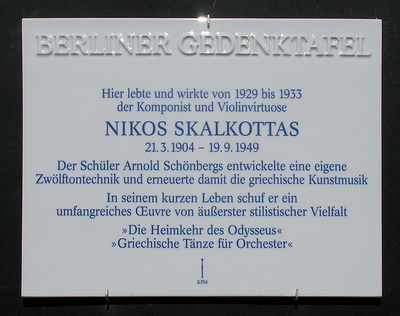 BERLINER GEDENKTAFEL
Hier lebte und wirkte von 1929 bis 1933
der Komponist und Violinvirtuose
NIKOS SKALKOTTAS
21.3.1904 – 19.9.1949
Der Schüler Arnold Schönbergs entwickelte eine eigene
Zwölftontechnik und erneuerte damit die griechische Kunstmusik
In seinem kurzen Leben schuf er ein
umfangreiches Œuvre von äußerster stilistischer Vielfalt
»Die Heimkehr des Odysseus«
»Griechische Tänze für Orchester«
KPM